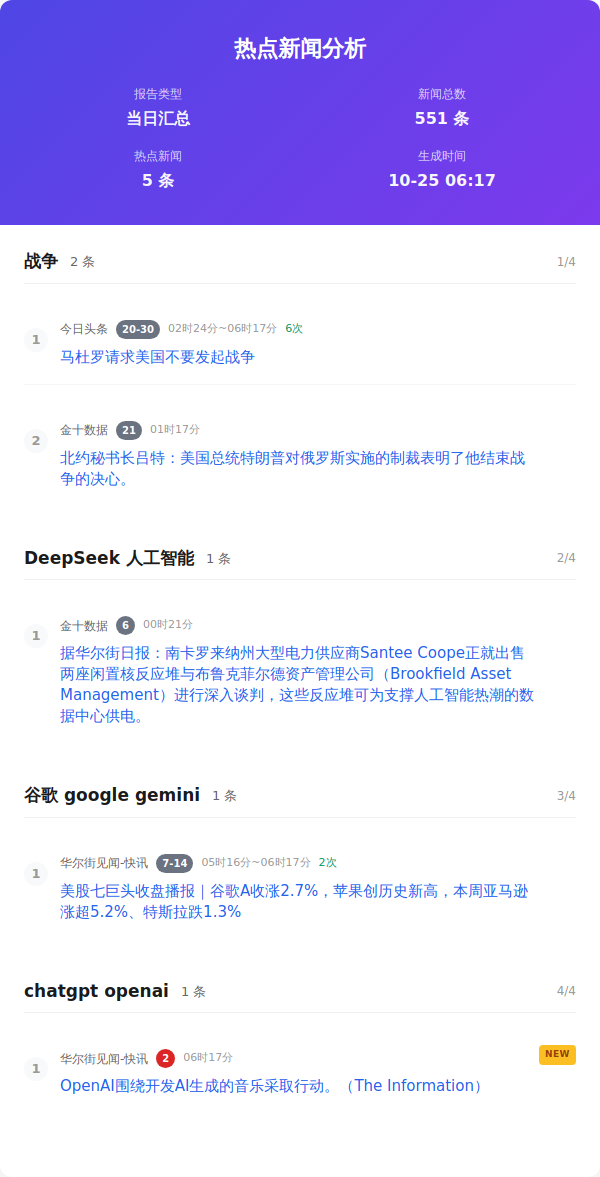 热点新闻分析
报告类型
新闻总数
当日汇总
551 条
热点新闻
生成时间
5 条
10-25 06:17
战争 2 条 1/4
1 今日头条 20-30 02时24分~06时17分 6次
马杜罗请求美国不要发起战争
2 金十数据 21 01时17分
北约秘书长吕特：美国总统特朗普对俄罗斯实施的制裁表明了他结束战
争的决心。
DeepSeek 人工智能 1 条 2/4
1 金十数据 6 00时21分
据华尔街日报：南卡罗来纳州大型电力供应商Santee Coope正就出售
两座闲置核反应堆与布鲁克菲尔德资产管理公司（Brookfield Asset
Management）进行深入谈判，这些反应堆可为支撑人工智能热潮的数
据中心供电。
谷歌 google gemini 1 条 3/4
1 华尔街见闻-快讯 7-14 05时16分~06时17分 2次
美股七巨头收盘播报｜谷歌A收涨2.7%，苹果创历史新高，本周亚马逊
涨超5.2%、特斯拉跌1.3%
chatgpt openai 1 条 4/4
1 华尔街见闻-快讯 2 06时17分 NEW
OpenAI围绕开发AI生成的音乐采取行动。（The Information）